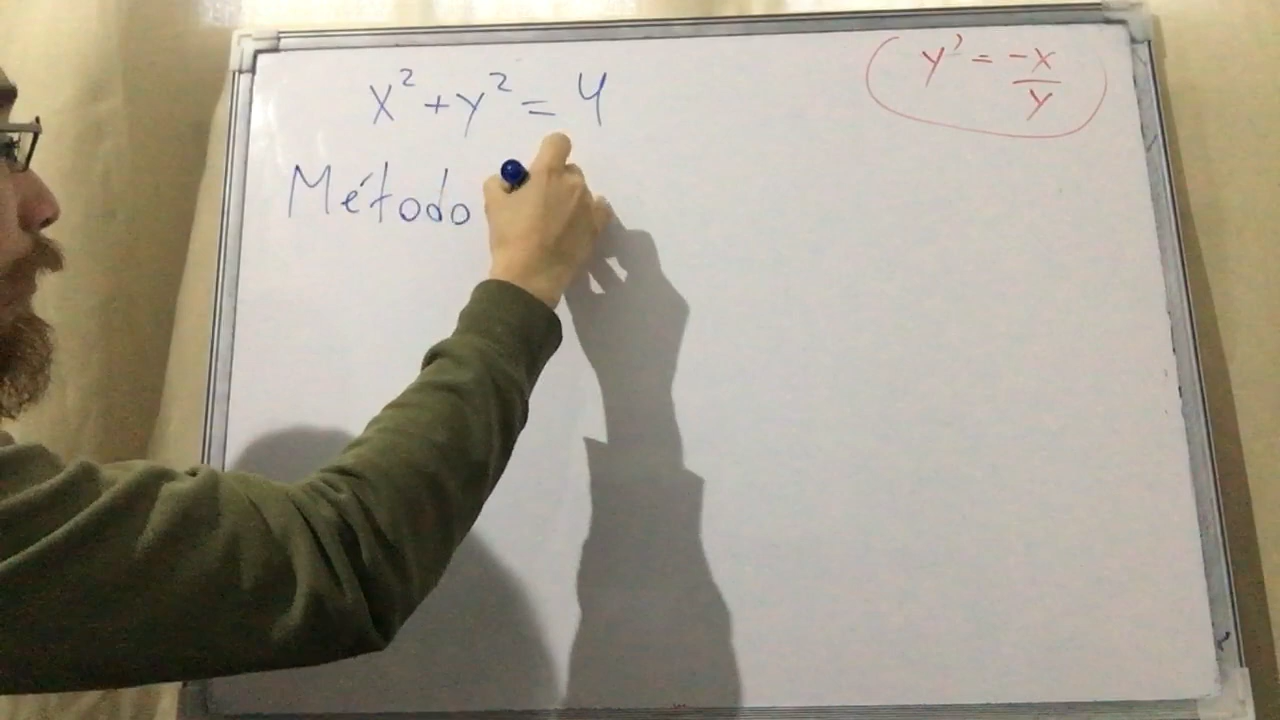 x² + y² = 4
Método
y' = -x/y